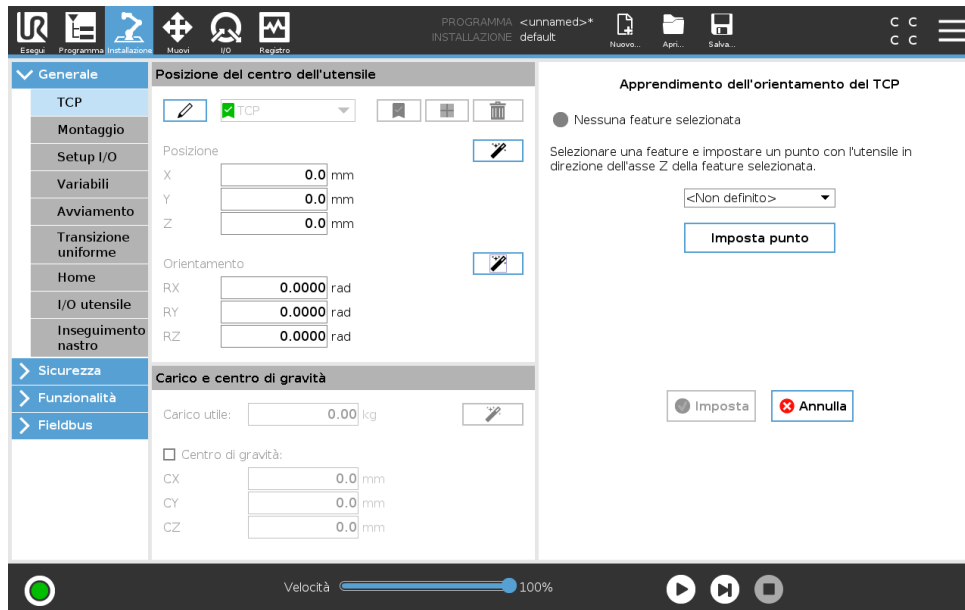 UR
Esegui
Programma
Installazione
Muovi
I/O
Registro
PROGRAMMA <unnamed>*
INSTALLAZIONE default
Nuovo...
Apri...
Salva...
C C
C C
Generale
TCP
Montaggio
Setup I/O
Variabili
Avviamento
Transizione
uniforme
Home
I/O utensile
Inseguimento
nastro
Sicurezza
Funzionalità
Fieldbus
Posizione del centro dell'utensile
TCP
Posizione
X 0.0 mm
Y 0.0 mm
Z 0.0 mm
Orientamento
RX 0.0000 rad
RY 0.0000 rad
RZ 0.0000 rad
Carico e centro di gravità
Carico utile: 0.00 kg
Centro di gravità:
CX 0.0 mm
CY 0.0 mm
CZ 0.0 mm
Apprendimento dell'orientamento del TCP
Nessuna feature selezionata
Selezionare una feature e impostare un punto con l'utensile in
direzione dell'asse Z della feature selezionata.
<Non definito>
Imposta punto
Imposta
Annulla
Velocità 100%